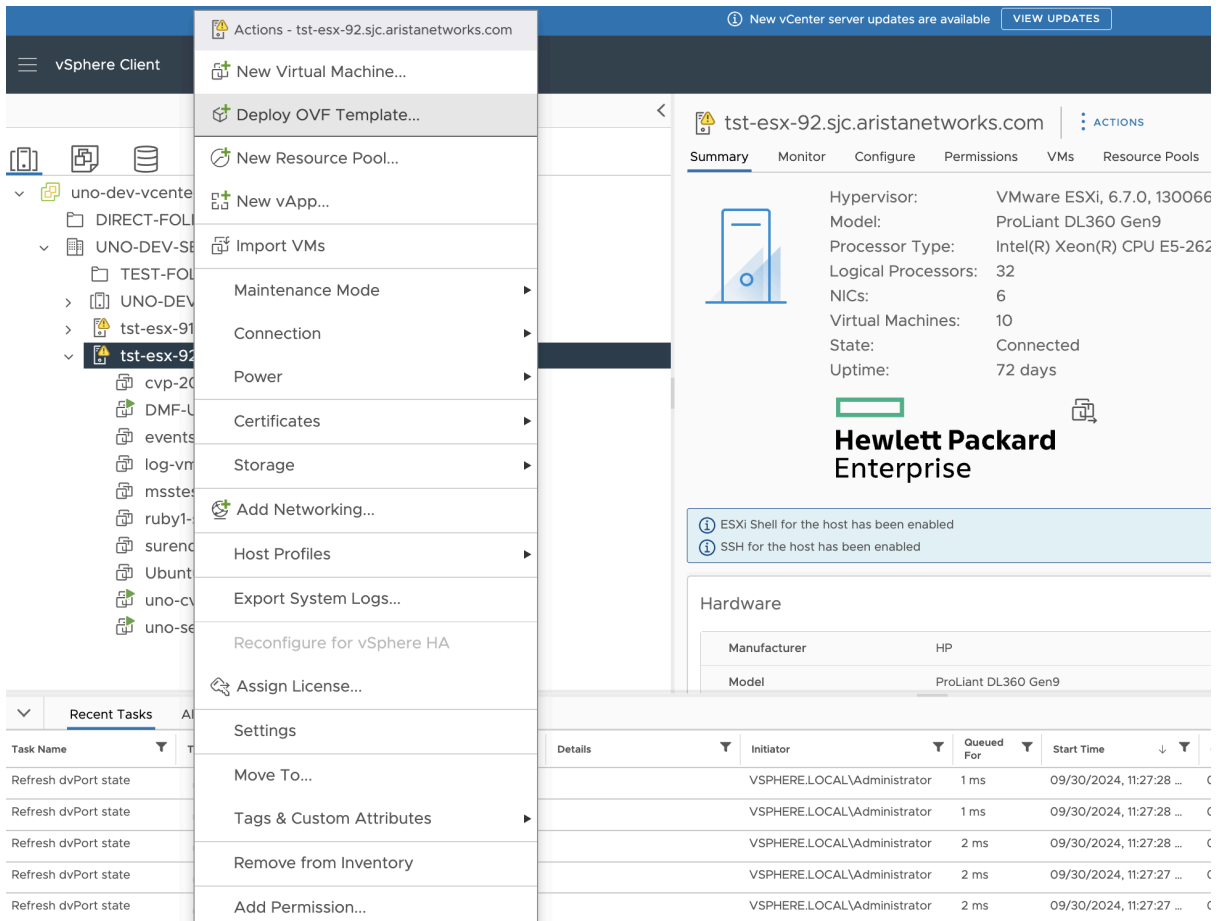 New vCenter server updates are available
VIEW UPDATES
vSphere Client
Actions - tst-esx-92.sjc.aristanetworks.com
New Virtual Machine...
Deploy OVF Template...
New Resource Pool...
New vApp...
Import VMs
Maintenance Mode
Connection
Power
Certificates
Storage
Add Networking...
Host Profiles
Export System Logs...
Reconfigure for vSphere HA
Assign License...
Settings
Move To...
Tags & Custom Attributes
Remove from Inventory
Add Permission...
uno-dev-vcente
DIRECT-FOL
UNO-DEV-SE
TEST-FOL
UNO-DEV
tst-esx-91
tst-esx-92
cvp-20
DMF-U
events
log-vm
msstes
ruby1-
surend
Ubunt
uno-cv
uno-se
tst-esx-92.sjc.aristanetworks.com
ACTIONS
Summary Monitor Configure Permissions VMs Resource Pools
Hypervisor: VMware ESXi, 6.7.0, 130066
Model: ProLiant DL360 Gen9
Processor Type: Intel(R) Xeon(R) CPU E5-262
Logical Processors: 32
NICs: 6
Virtual Machines: 10
State: Connected
Uptime: 72 days
Hewlett Packard
Enterprise
ESXi Shell for the host has been enabled
SSH for the host has been enabled
Hardware
Manufacturer HP
Model ProLiant DL360 Gen9
Recent Tasks Al
Task Name T Details Initiator Queued For Start Time
Refresh dvPort state VSPHERE.LOCAL\Administrator 1 ms 09/30/2024, 11:27:28 ...
Refresh dvPort state VSPHERE.LOCAL\Administrator 1 ms 09/30/2024, 11:27:28 ...
Refresh dvPort state VSPHERE.LOCAL\Administrator 2 ms 09/30/2024, 11:27:28 ...
Refresh dvPort state VSPHERE.LOCAL\Administrator 2 ms 09/30/2024, 11:27:27 ...
Refresh dvPort state VSPHERE.LOCAL\Administrator 2 ms 09/30/2024, 11:27:27 ...